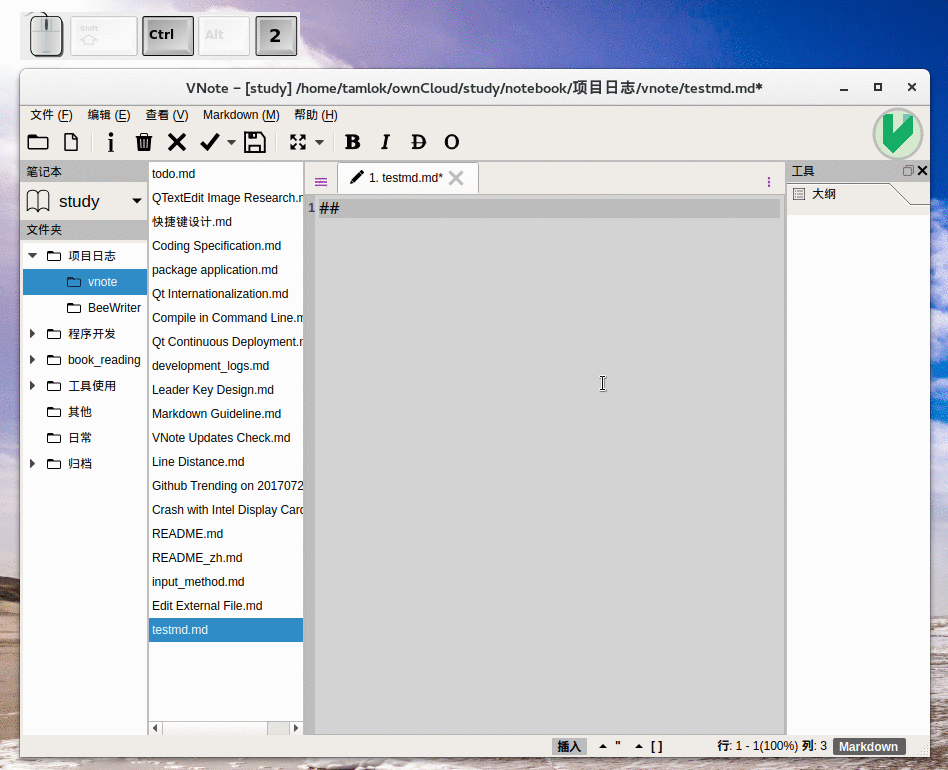 Shift
Ctrl
Alt
2
VNote – [study] /home/tamlok/ownCloud/study/notebook/项目日志/vnote/testmd.md*
文件 (F) 编辑 (E) 查看 (V) Markdown (M) 帮助 (H)
B I D O
笔记本
study
文件夹
项目日志
vnote
BeeWriter
程序开发
book_reading
工具使用
其他
日常
归档
todo.md
QTextEdit Image Research.r
快捷键设计.md
Coding Specification.md
package application.md
Qt Internationalization.md
Compile in Command Line.m
Qt Continuous Deployment.r
development_logs.md
Leader Key Design.md
Markdown Guideline.md
VNote Updates Check.md
Line Distance.md
Github Trending on 2017072
Crash with Intel Display Card
README.md
README_zh.md
input_method.md
Edit External File.md
testmd.md
1. testmd.md*
1 ##
工具
大纲
插入 " [ ] 行: 1 - 1(100%) 列: 3 Markdown